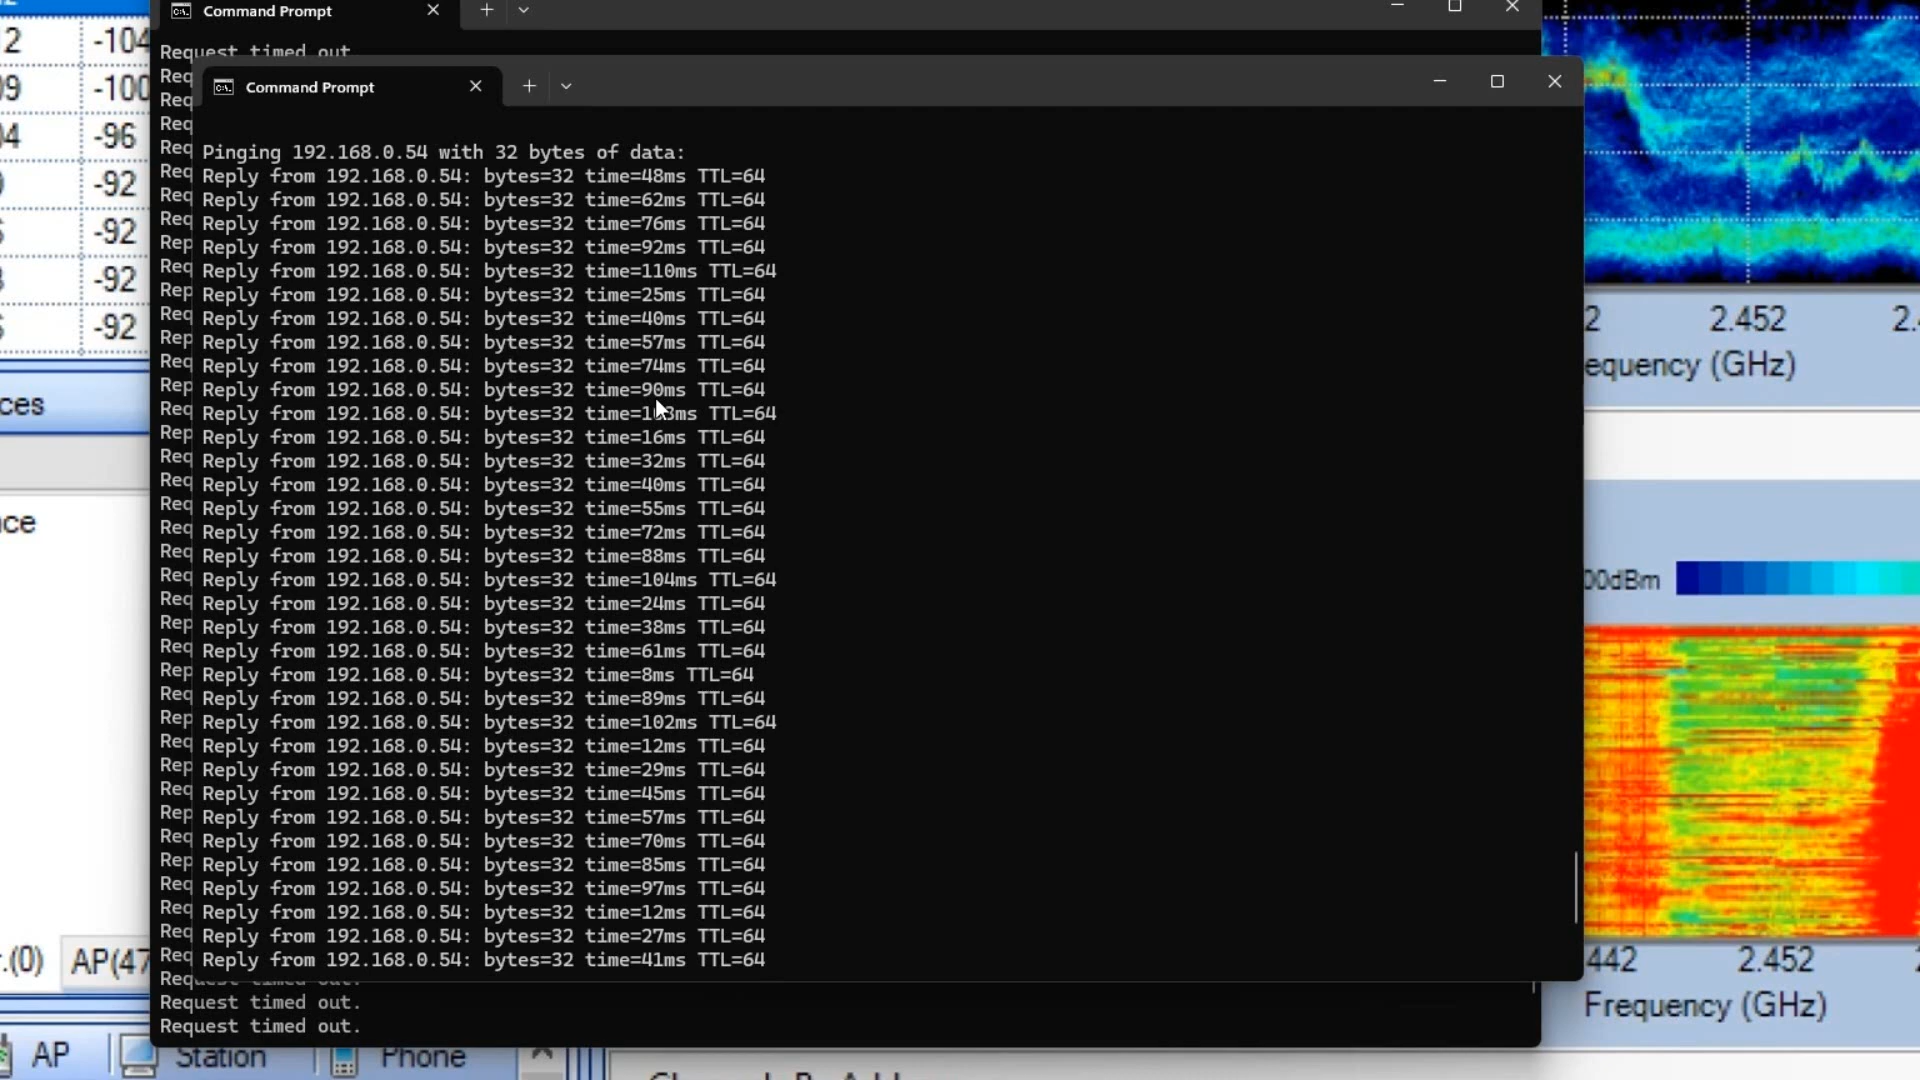 Command Prompt
2
-104
-100
-96
-92
-92
-92
-92
ces
AP(47
AP
Station
Phone
Request timed out.
Command Prompt
Pinging 192.168.0.54 with 32 bytes of data:
Reply from 192.168.0.54: bytes=32 time=48ms TTL=64
Reply from 192.168.0.54: bytes=32 time=62ms TTL=64
Reply from 192.168.0.54: bytes=32 time=76ms TTL=64
Reply from 192.168.0.54: bytes=32 time=92ms TTL=64
Reply from 192.168.0.54: bytes=32 time=110ms TTL=64
Reply from 192.168.0.54: bytes=32 time=25ms TTL=64
Reply from 192.168.0.54: bytes=32 time=40ms TTL=64
Reply from 192.168.0.54: bytes=32 time=57ms TTL=64
Reply from 192.168.0.54: bytes=32 time=74ms TTL=64
Reply from 192.168.0.54: bytes=32 time=90ms TTL=64
Reply from 192.168.0.54: bytes=32 TTL=64
Reply from 192.168.0.54: bytes=32 time=16ms TTL=64
Reply from 192.168.0.54: bytes=32 time=32ms TTL=64
Reply from 192.168.0.54: bytes=32 time=40ms TTL=64
Reply from 192.168.0.54: bytes=32 time=55ms TTL=64
Reply from 192.168.0.54: bytes=32 time=72ms TTL=64
Reply from 192.168.0.54: bytes=32 time=88ms TTL=64
Reply from 192.168.0.54: bytes=32 time=104ms TTL=64
Reply from 192.168.0.54: bytes=32 time=24ms TTL=64
Reply from 192.168.0.54: bytes=32 time=38ms TTL=64
Reply from 192.168.0.54: bytes=32 time=61ms TTL=64
Reply from 192.168.0.54: bytes=32 time=8ms TTL=64
Reply from 192.168.0.54: bytes=32 time=89ms TTL=64
Reply from 192.168.0.54: bytes=32 time=102ms TTL=64
Reply from 192.168.0.54: bytes=32 time=12ms TTL=64
Reply from 192.168.0.54: bytes=32 time=29ms TTL=64
Reply from 192.168.0.54: bytes=32 time=45ms TTL=64
Reply from 192.168.0.54: bytes=32 time=57ms TTL=64
Reply from 192.168.0.54: bytes=32 time=70ms TTL=64
Reply from 192.168.0.54: bytes=32 time=85ms TTL=64
Reply from 192.168.0.54: bytes=32 time=97ms TTL=64
Reply from 192.168.0.54: bytes=32 time=12ms TTL=64
Reply from 192.168.0.54: bytes=32 time=27ms TTL=64
Reply from 192.168.0.54: bytes=32 time=41ms TTL=64
Request timed out.
Request timed out.
Request timed out.
2.452
equency (GHz)
00dBm
442 2.452
Frequency (GHz)